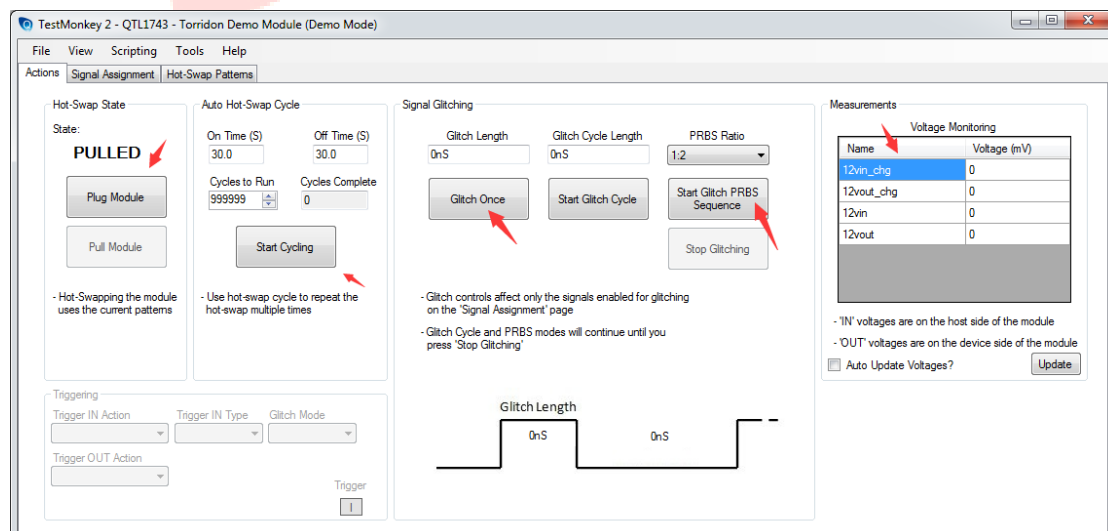 TestMonkey 2 - QTL1743 - Torridon Demo Module (Demo Mode)
File View Scripting Tools Help
Actions Signal Assignment Hot-Swap Patterns
Hot-Swap State
State:
PULLED
Plug Module
Pull Module
- Hot-Swapping the module
uses the current patterns
Auto Hot-Swap Cycle
On Time (S) Off Time (S)
30.0 30.0
Cycles to Run Cycles Complete
999999 0
Start Cycling
- Use hot-swap cycle to repeat the
hot-swap multiple times
Signal Glitching
Glitch Length Glitch Cycle Length PRBS Ratio
0nS 0nS 1:2
Glitch Once Start Glitch Cycle Start Glitch PRBS
Sequence
Stop Glitching
- Glitch controls affect only the signals enabled for glitching
on the 'Signal Assignment' page
- Glitch Cycle and PRBS modes will continue until you
press 'Stop Glitching'
Glitch Length
0nS 0nS
Measurements
Voltage Monitoring
Name Voltage (mV)
12vin_chg 0
12vout_chg 0
12vin 0
12vout 0
- 'IN' voltages are on the host side of the module
- 'OUT' voltages are on the device side of the module
Auto Update Voltages? Update
Triggering
Trigger IN Action Trigger IN Type Glitch Mode
Trigger OUT Action
Trigger
I